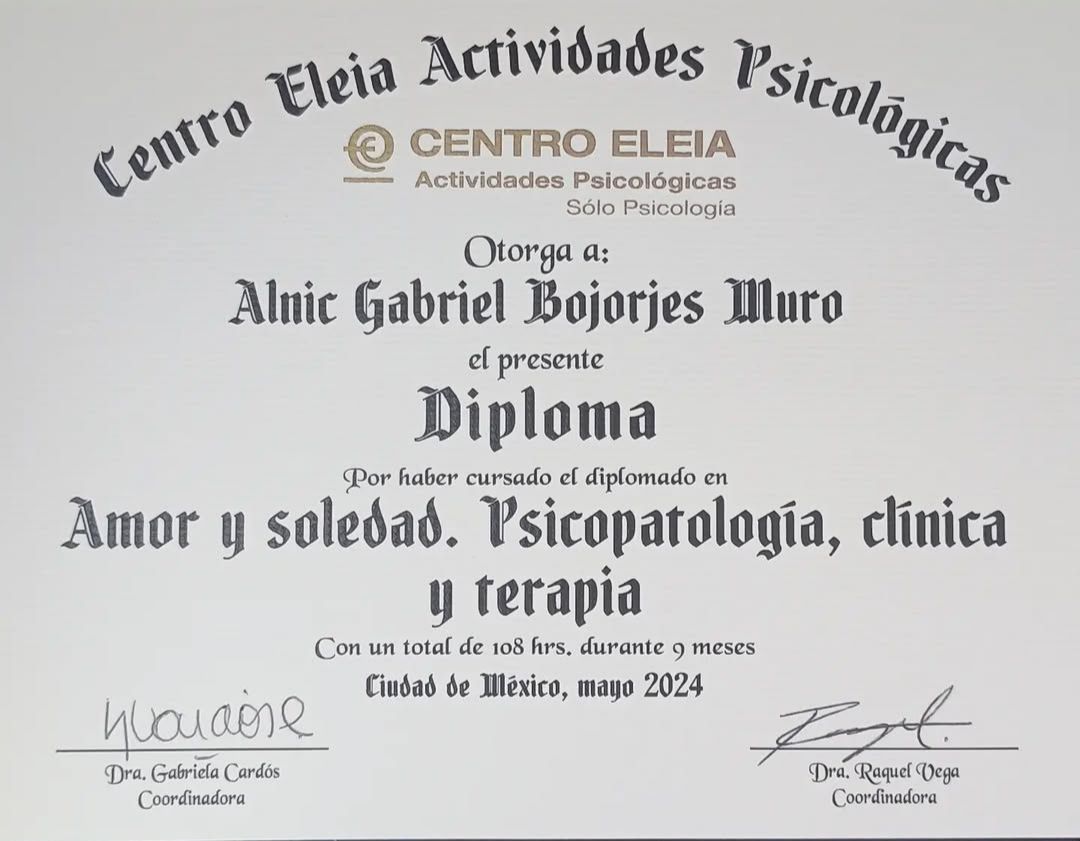 Centro Eleia Actividades Psicológicas
CENTRO ELEIA
Actividades Psicológicas
Sólo Psicología
Otorga a:
Alnic Gabriel Bojorjes Muro
el presente
Diploma
Por haber cursado el diplomado en
Amor y soledad. Psicopatología, clínica
y terapia
Con un total de 108 hrs. durante 9 meses
Ciudad de México, mayo 2024
Dra. Gabriela Cardós
Coordinadora
Dra. Raquel Vega
Coordinadora